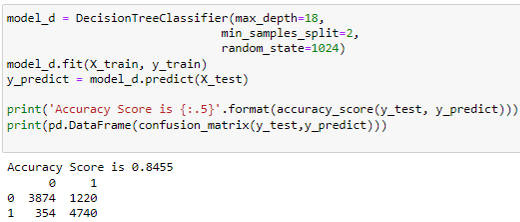 model_d = DecisionTreeClassifier(max_depth=18,
                                 min_samples_split=2,
                                 random_state=1024)
model_d.fit(X_train, y_train)
y_predict = model_d.predict(X_test)
print('Accuracy Score is {:.5}'.format(accuracy_score(y_test, y_predict)))
print(pd.DataFrame(confusion_matrix(y_test,y_predict)))
Accuracy Score is 0.8455
      0     1
0  3874  1220
1   354  4740